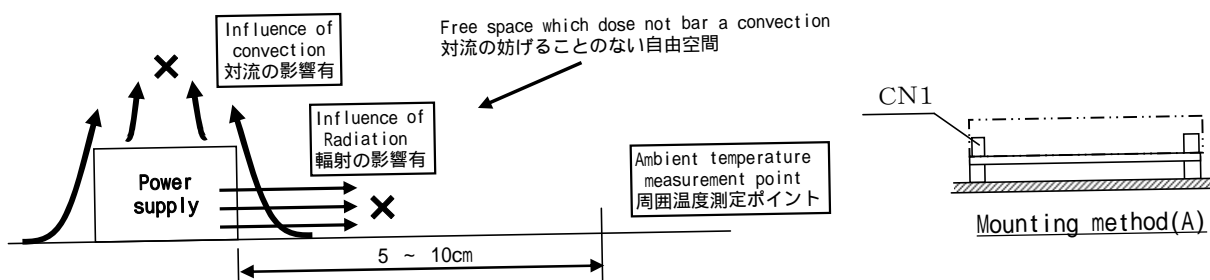 Influence of
convection
対流の影響有
Free space which dose not bar a convection
対流の妨げることのない自由空間
Influence of
Radiation
輻射の影響有
Power
supply
Ambient temperature
measurement point
周囲温度測定ポイント
5 ~ 10cm
CN1
Mounting method(A)